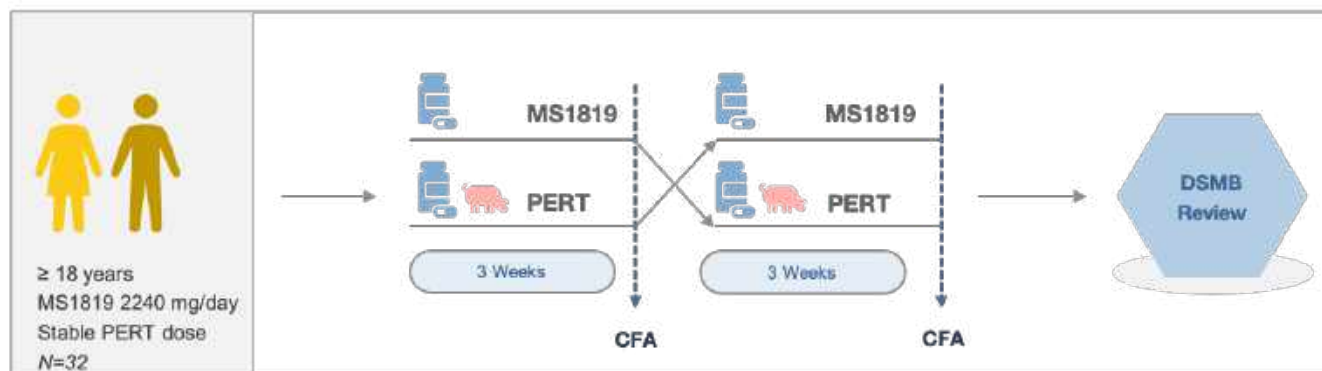 ≥ 18 years
MS1819 2240 mg/day
Stable PERT dose
N=32
MS1819
PERT
3 Weeks
CFA
MS1819
PERT
3 Weeks
CFA
DSMB
Review